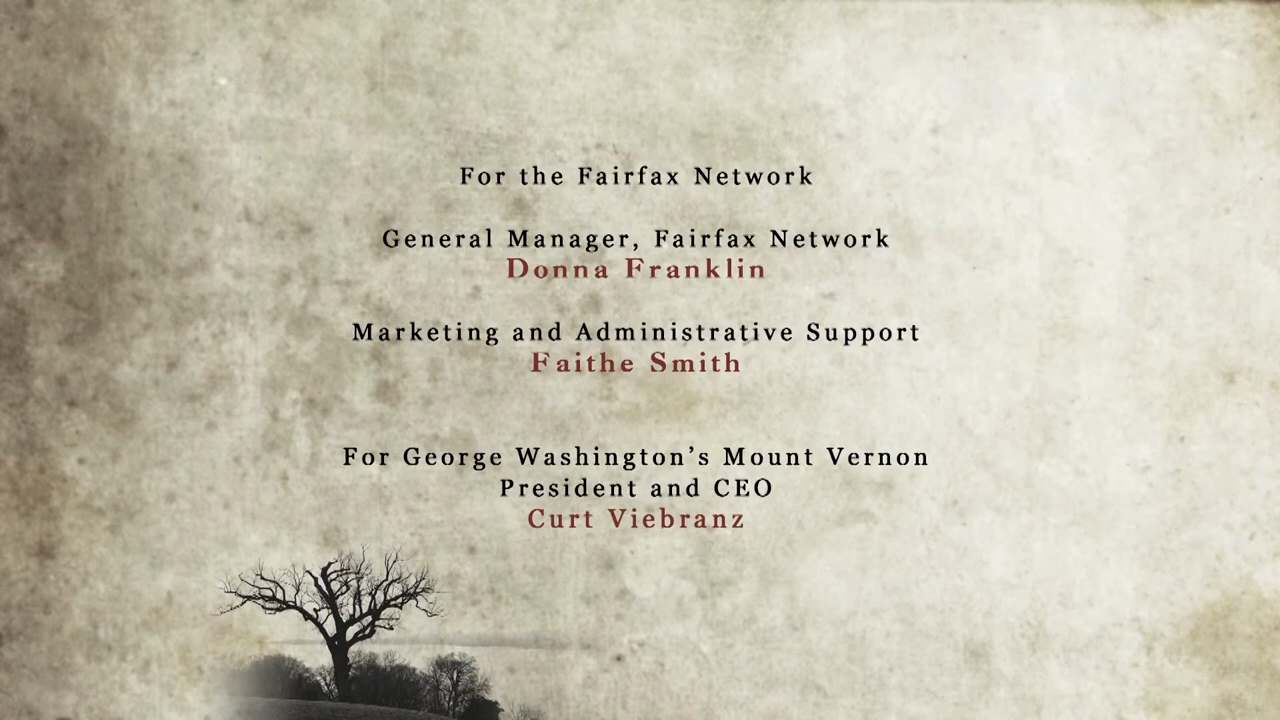 For the Fairfax Network
General Manager, Fairfax Network
Donna Franklin
Marketing and Administrative Support
Faithe Smith
For George Washington’s Mount Vernon
President and CEO
Curt Viebranz